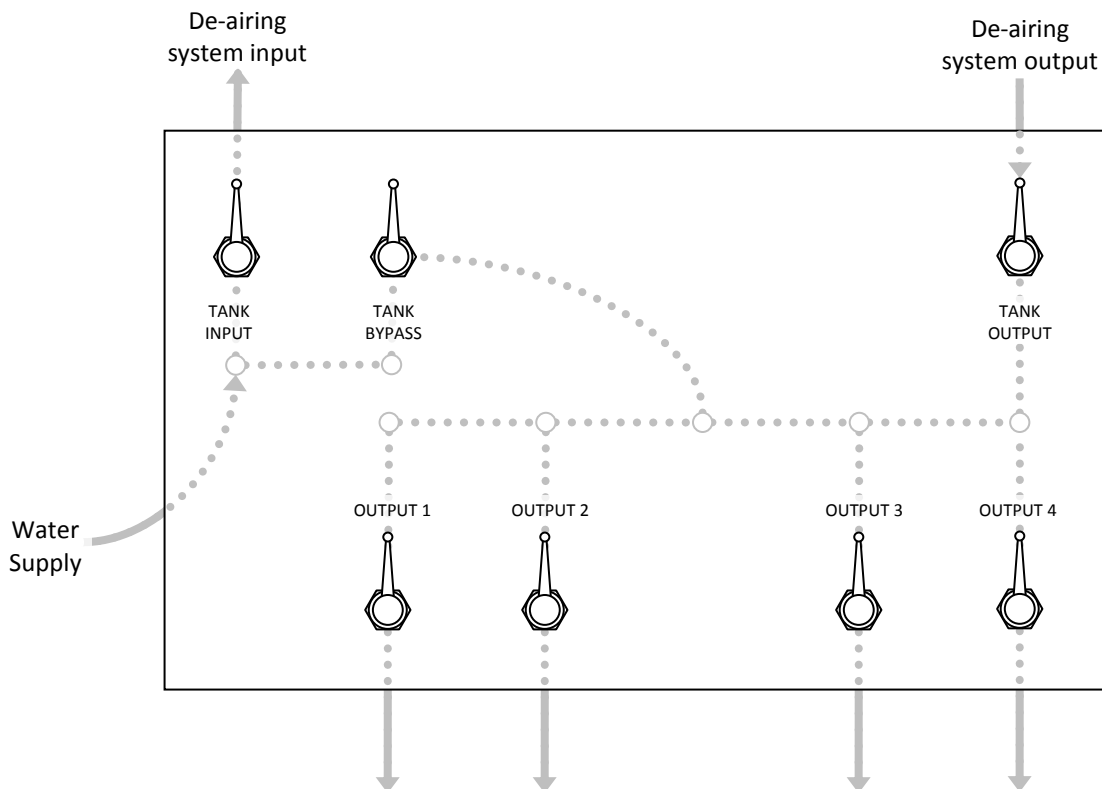 De-airing
system input
De-airing
system output
TANK
INPUT
TANK
BYPASS
TANK
OUTPUT
OUTPUT 1
OUTPUT 2
OUTPUT 3
OUTPUT 4
Water
Supply